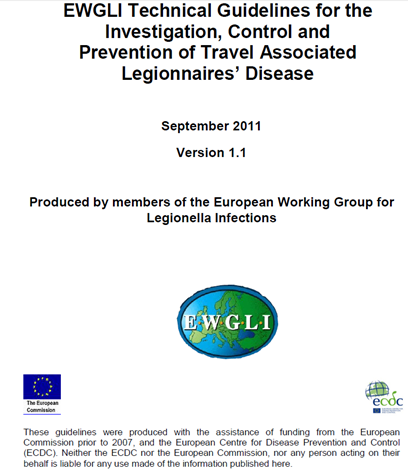 EWGLI Technical Guidelines for the
Investigation, Control and
Prevention of Travel Associated
Legionnaires’ Disease
September 2011
Version 1.1
Produced by members of the European Working Group for
Legionella Infections
EWGLI
The European
Commission
ecdc
These guidelines were produced with the assistance of funding from the European
Commission prior to 2007, and the European Centre for Disease Prevention and Control
(ECDC). Neither the ECDC nor the European Commission, nor any person acting on their
behalf is liable for any use made of the information published here.